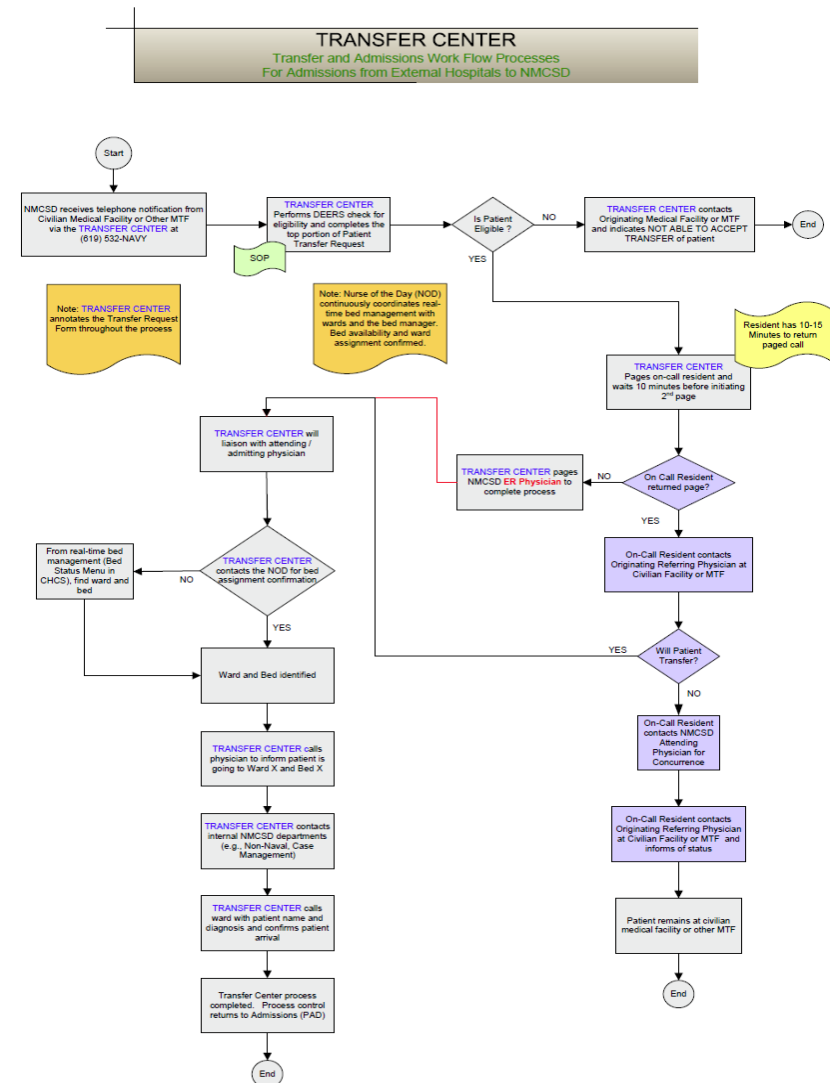 TRANSFER CENTER
Transfer and Admissions Work Flow Processes
For Admissions from External Hospitals to NMCSD
Start
NMCSD receives telephone notification from
Civilian Medical Facility or Other MTF
via the TRANSFER CENTER at
(619) 532-NAVY
TRANSFER CENTER
Performs DEERS check for
eligibility and completes the
top portion of Patient
Transfer Request
SOP
Is Patient
Eligible ?
NO
YES
TRANSFER CENTER contacts
Originating Medical Facility or MTF
and indicates NOT ABLE TO ACCEPT
TRANSFER of patient
End
Note: TRANSFER CENTER
annotates the Transfer Request
Form throughout the process
Note: Nurse of the Day (NOD)
continuously coordinates real-
time bed management with
wards and the bed manager.
Bed availability and ward
assignment confirmed.
Resident has 10-15
Minutes to return
paged call
TRANSFER CENTER
Pages on-call resident and
waits 10 minutes before initiating
2nd page
TRANSFER CENTER will
liaison with attending /
admitting physician
TRANSFER CENTER pages
NMCSD ER Physician to
complete process
NO
On Call Resident
returned page?
YES
From real-time bed
management (Bed
Status Menu in
CHCS), find ward and
bed
NO
TRANSFER CENTER
contacts the NOD for bed
assignment confirmation
YES
On-Call Resident contacts
Originating Referring Physician at
Civilian Facility or MTF
Ward and Bed identified
YES
Will Patient
Transfer?
NO
On-Call Resident
contacts NMCSD
Attending
Physician for
Concurrence
TRANSFER CENTER calls
physician to inform patient is
going to Ward X and Bed X
TRANSFER CENTER contacts
internal NMCSD departments
(e.g., Non-Naval, Case
Management)
On-Call Resident contacts
Originating Referring Physician
at Civilian Facility or MTF and
informs of status
TRANSFER CENTER calls
ward with patient name and
diagnosis and confirms patient
arrival
Patient remains at civilian
medical facility or other MTF
Transfer Center process
completed. Process control
returns to Admissions (PAD)
End
End